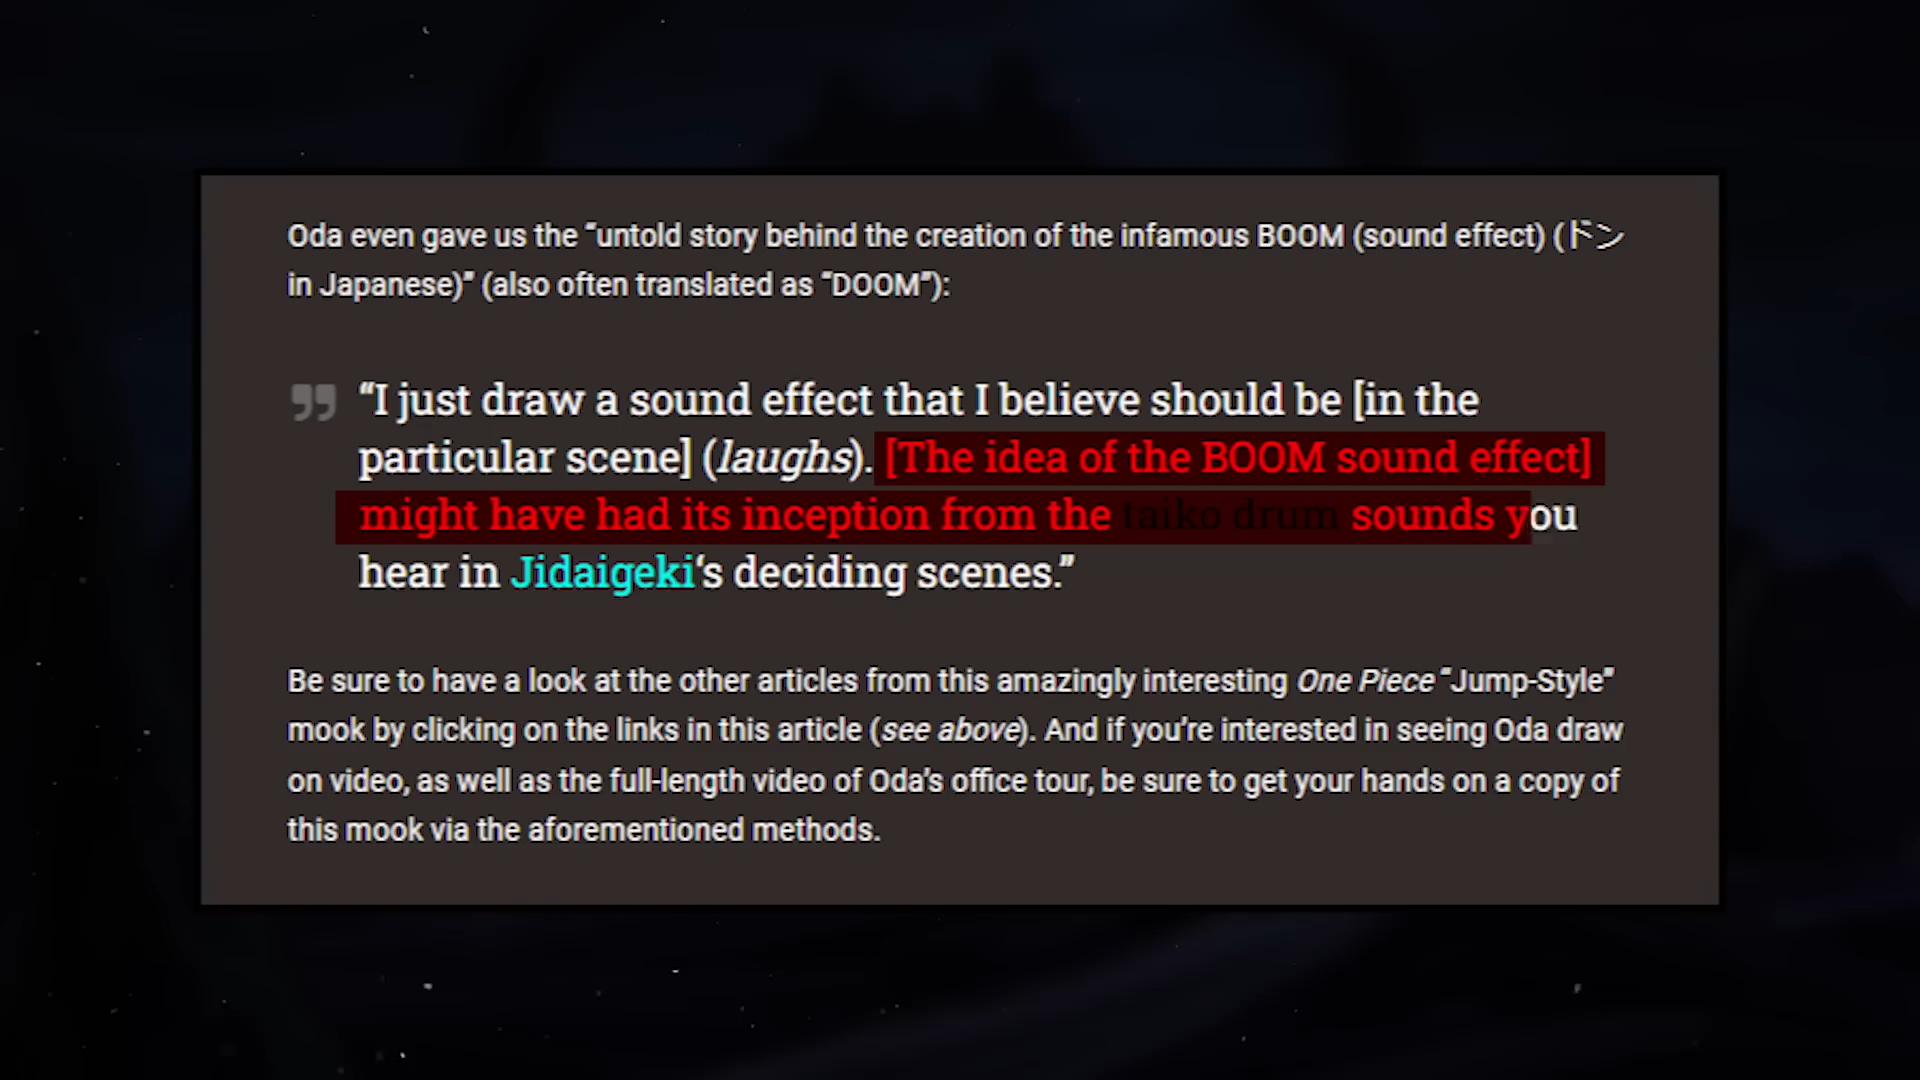 Oda even gave us the “untold story behind the creation of the infamous BOOM (sound effect) (ドン
in Japanese)” (also often translated as “DOOM”):
“I just draw a sound effect that I believe should be [in the
particular scene] (laughs). [The idea of the BOOM sound effect]
might have had its inception from the taiko drum sounds you
hear in Jidaigeki‘s deciding scenes.”
Be sure to have a look at the other articles from this amazingly interesting One Piece “Jump-Style”
mook by clicking on the links in this article (see above). And if you’re interested in seeing Oda draw
on video, as well as the full-length video of Oda’s office tour, be sure to get your hands on a copy of
this mook via the aforementioned methods.